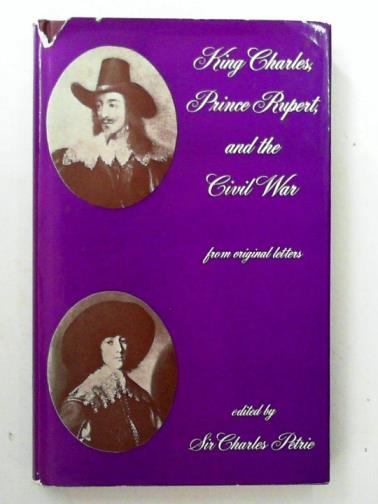 King Charles,
Prince Rupert,
and the
Civil War
from original letters
edited by
Sir Charles Petrie